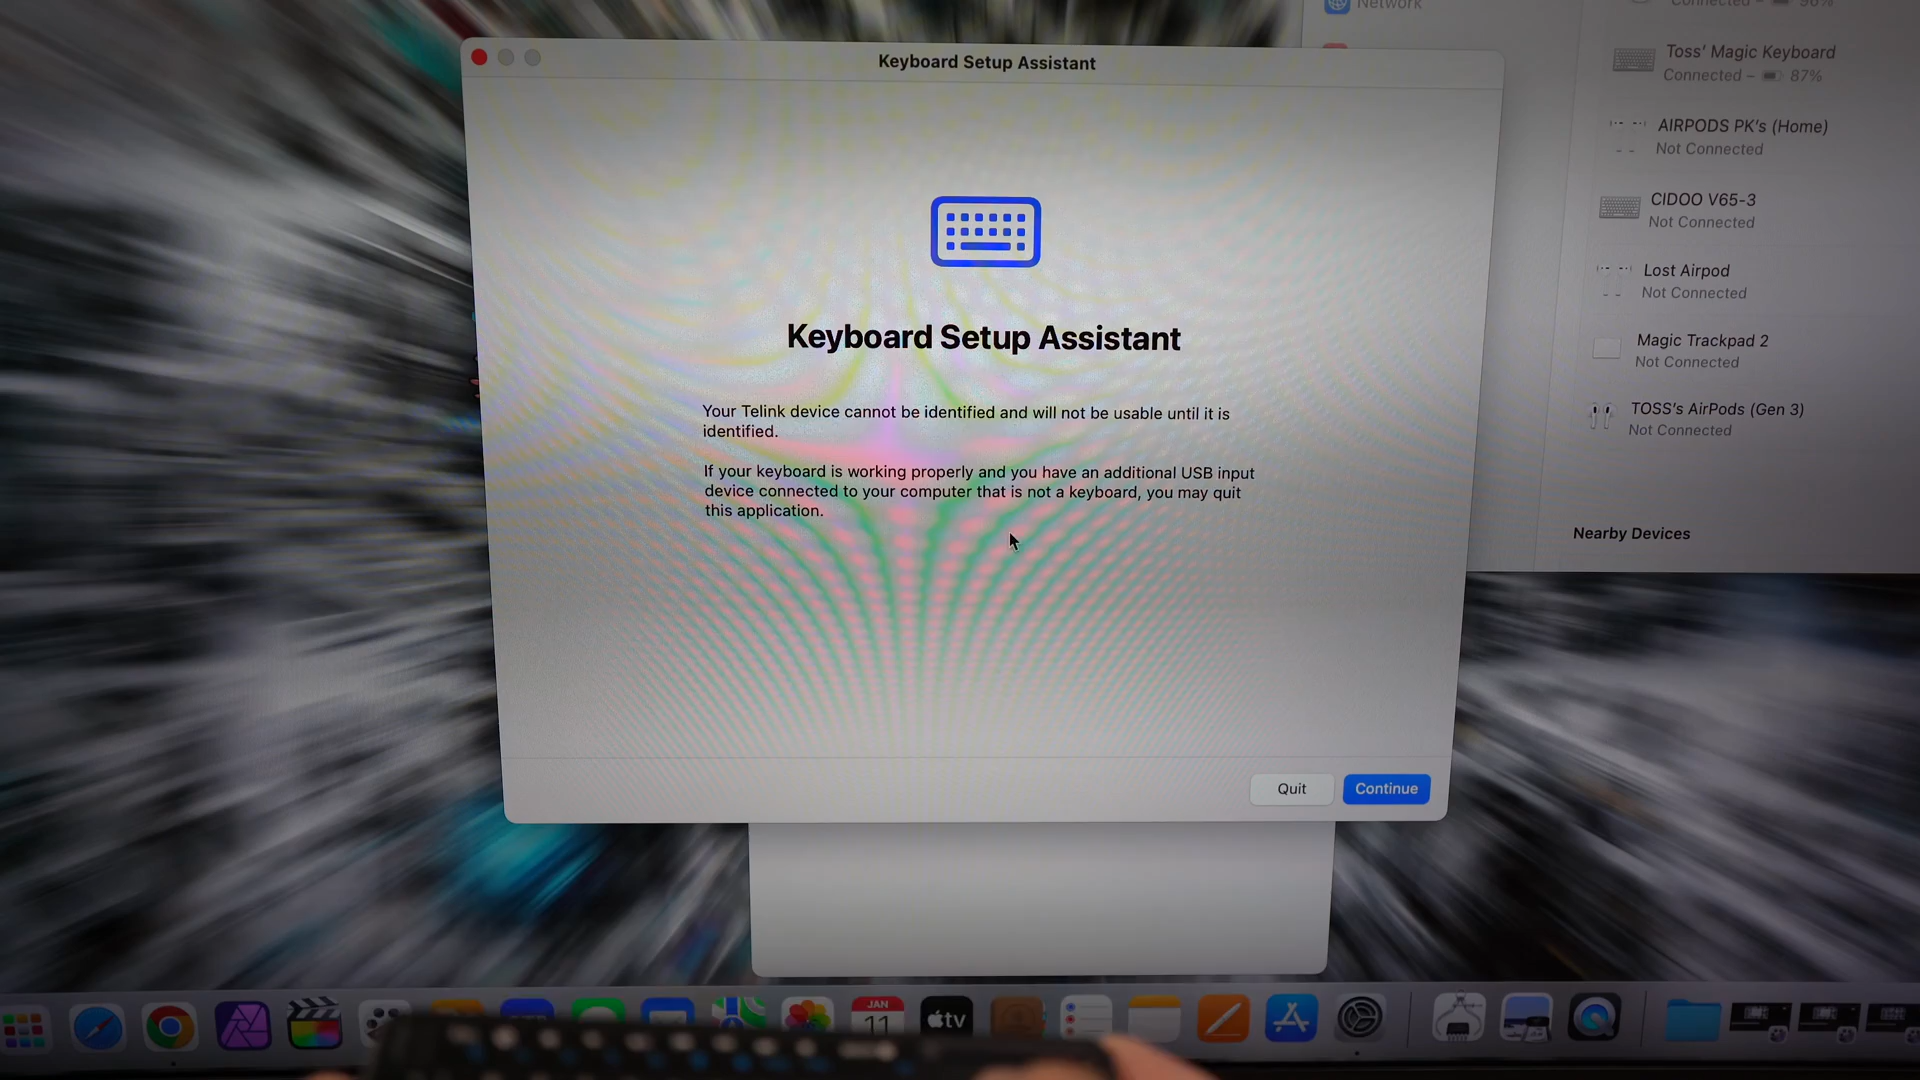 Keyboard Setup Assistant
Keyboard Setup Assistant
Your Telink device cannot be identified and will not be usable until it is
identified.
If your keyboard is working properly and you have an additional USB input
device connected to your computer that is not a keyboard, you may quit
this application.
Quit
Continue
Network
Connected – 96%
Toss' Magic Keyboard
Connected – 87%
AIRPODS PK's (Home)
Not Connected
CIDOO V65-3
Not Connected
Lost Airpod
Not Connected
Magic Trackpad 2
Not Connected
TOSS's AirPods (Gen 3)
Not Connected
Nearby Devices
JAN
11
tv